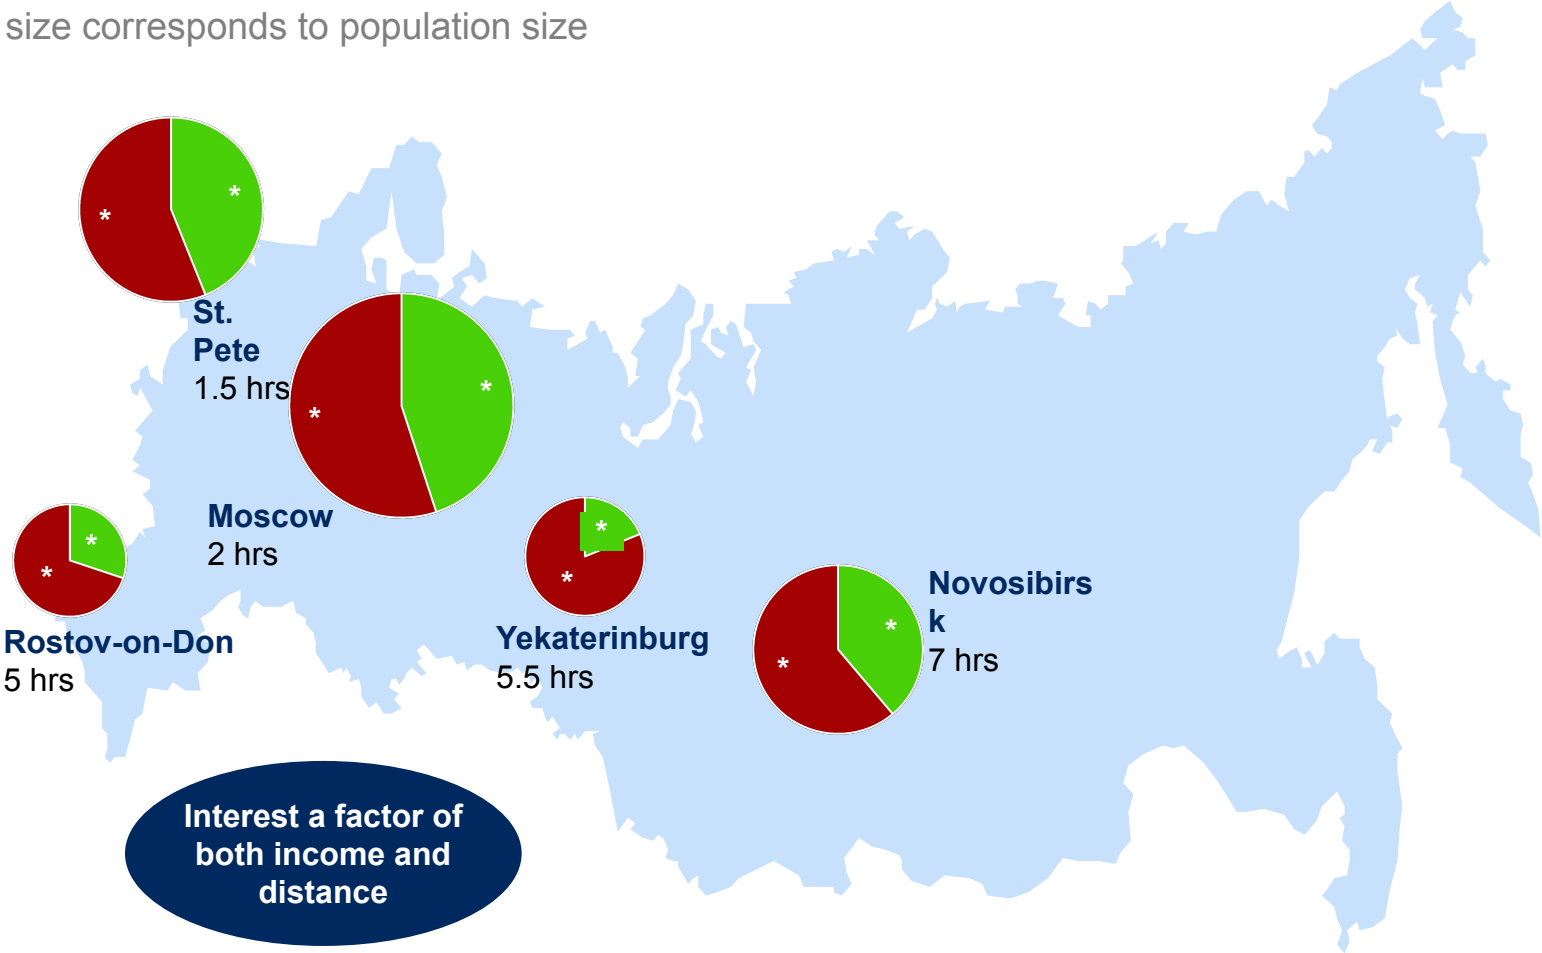 size corresponds to population size
*
*
St.
Pete
1.5 hrs
*
*
Moscow
2 hrs
*
*
Rostov-on-Don
5 hrs
*
*
Yekaterinburg
5.5 hrs
*
*
Novosibirs
k
7 hrs
Interest a factor of
both income and
distance